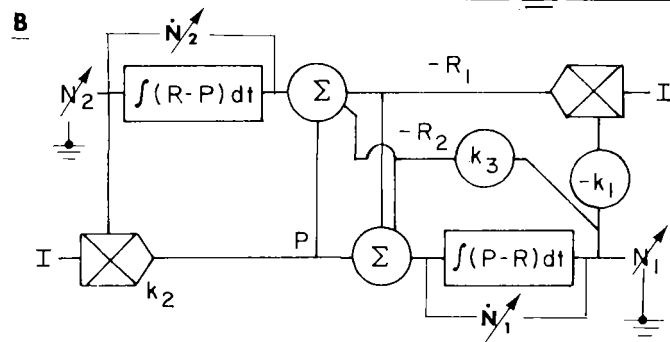 B
Ṅ₂
N₂
∫(R-P) dt
Σ
-R₁
I
-R₂
k₃
-k₁
I
k₂
P
Σ
∫(P-R)dt
N₁
Ṅ₁